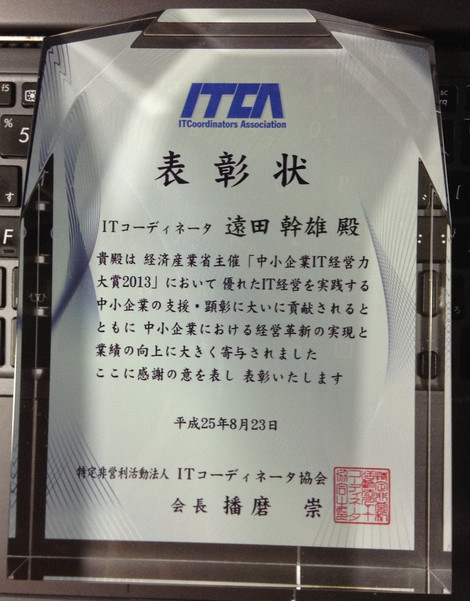 ITCA
ITCoordinators Association
表彰状
ITコーディネータ 遠田 幹雄 殿
貴殿は 経済産業省主催「中小企業IT経営力
大賞2013」において 優れたIT経営を実践する
中小企業の支援・顕彰に大いに貢献されると
ともに 中小企業における経営革新の実現と
業績の向上に大きく寄与されました
ここに感謝の意を表し 表彰いたします
平成25年8月23日
特定非営利活動法人 ITコーディネータ協会
会長 播磨 崇
f5
%
5
す
F